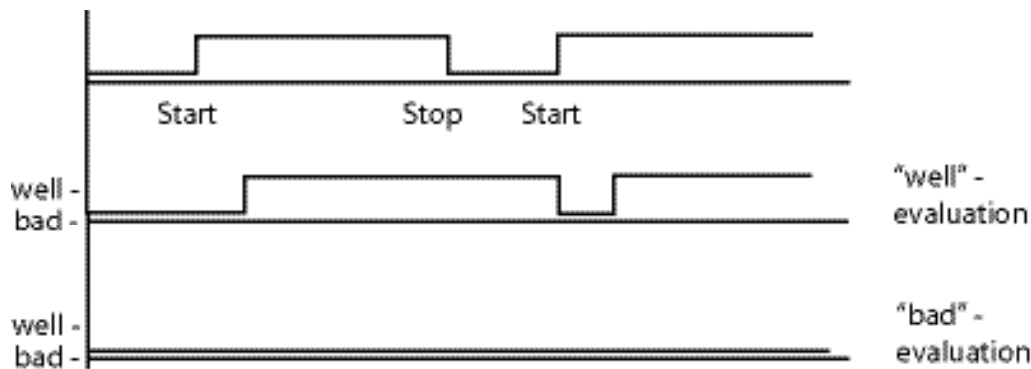 Start Stop Start
well -
bad -
"well" -
evaluation
well -
bad -
"bad" -
evaluation